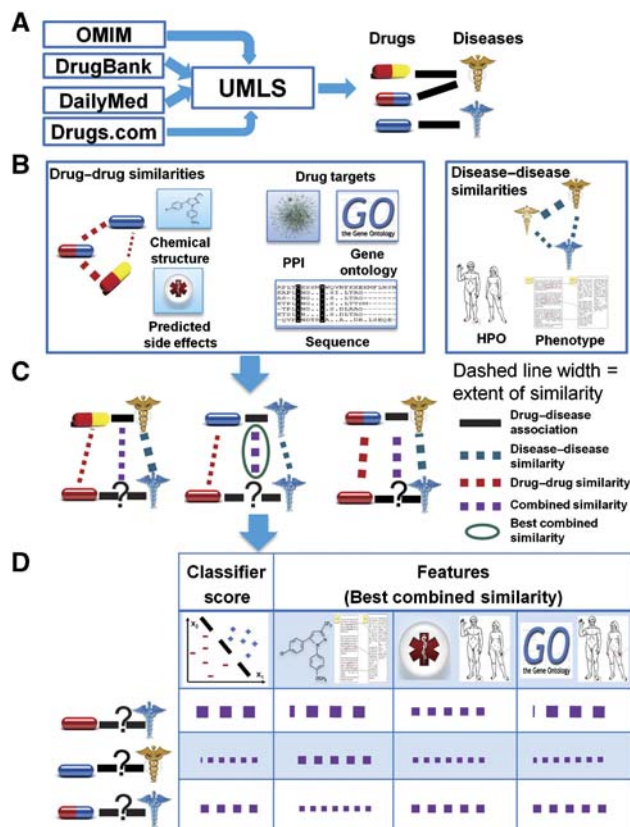 A
OMIM
DrugBank
DailyMed
Drugs.com
UMLS
Drugs
Diseases
B
Drug–drug similarities
Chemical
structure
Predicted
side effects
Drug targets
PPI
GO
the Gene Ontology
Gene
ontology
Sequence
Disease–disease
similarities
HPO
Phenotype
C
?
?
?
Dashed line width =
extent of similarity
Drug–disease
association
Disease–disease
similarity
Drug–drug similarity
Combined similarity
Best combined
similarity
D
Classifier
score
Features
(Best combined similarity)
X₂
X₁
GO
the Gene Ontology
?
?
?